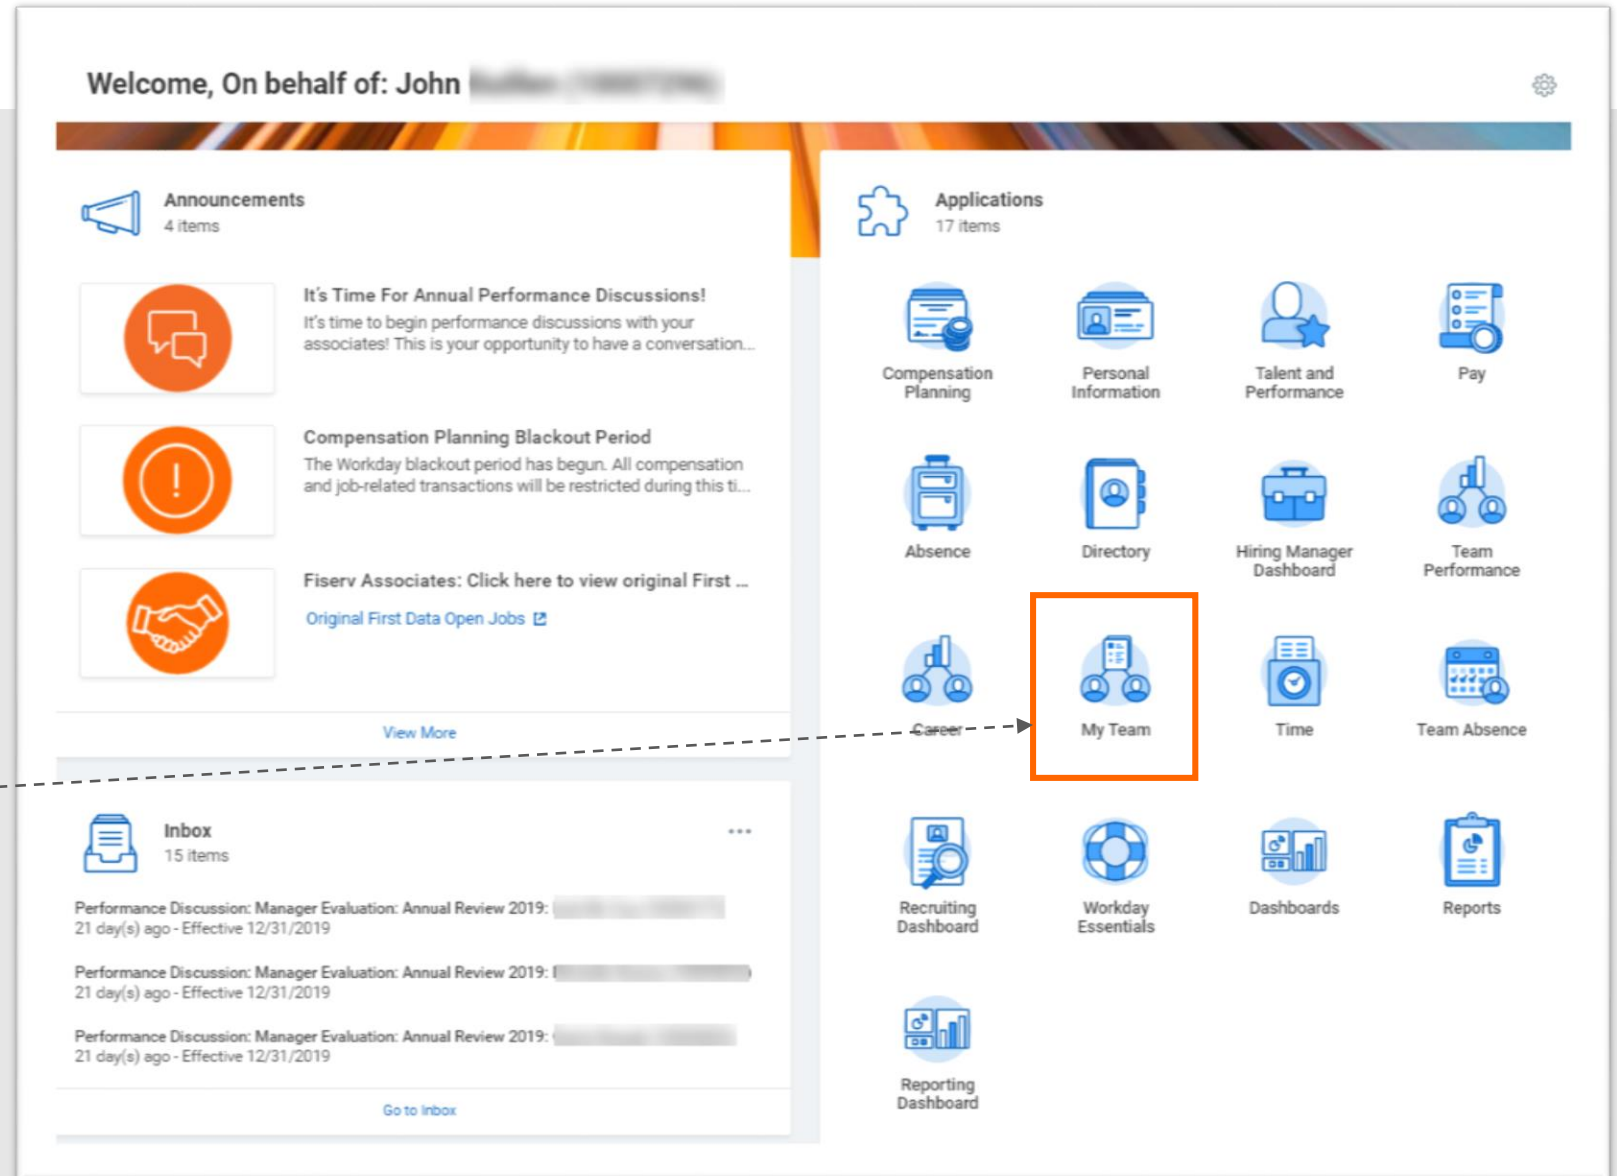 Welcome, On behalf of: John
Announcements
4 items
It's Time For Annual Performance Discussions!
It's time to begin performance discussions with your
associates! This is your opportunity to have a conversation...
Compensation Planning Blackout Period
The Workday blackout period has begun. All compensation
and job-related transactions will be restricted during this ti...
Fiserv Associates: Click here to view original First ...
Original First Data Open Jobs
View More
Inbox
15 items
Performance Discussion: Manager Evaluation: Annual Review 2019:
21 day(s) ago - Effective 12/31/2019
Performance Discussion: Manager Evaluation: Annual Review 2019:
21 day(s) ago - Effective 12/31/2019
Performance Discussion: Manager Evaluation: Annual Review 2019:
21 day(s) ago - Effective 12/31/2019
Go to Inbox
Applications
17 items
Compensation
Planning
Personal
Information
Talent and
Performance
Pay
Absence
Directory
Hiring Manager
Dashboard
Team
Performance
Career
My Team
Time
Team Absence
Recruiting
Dashboard
Workday
Essentials
Dashboards
Reports
Reporting
Dashboard